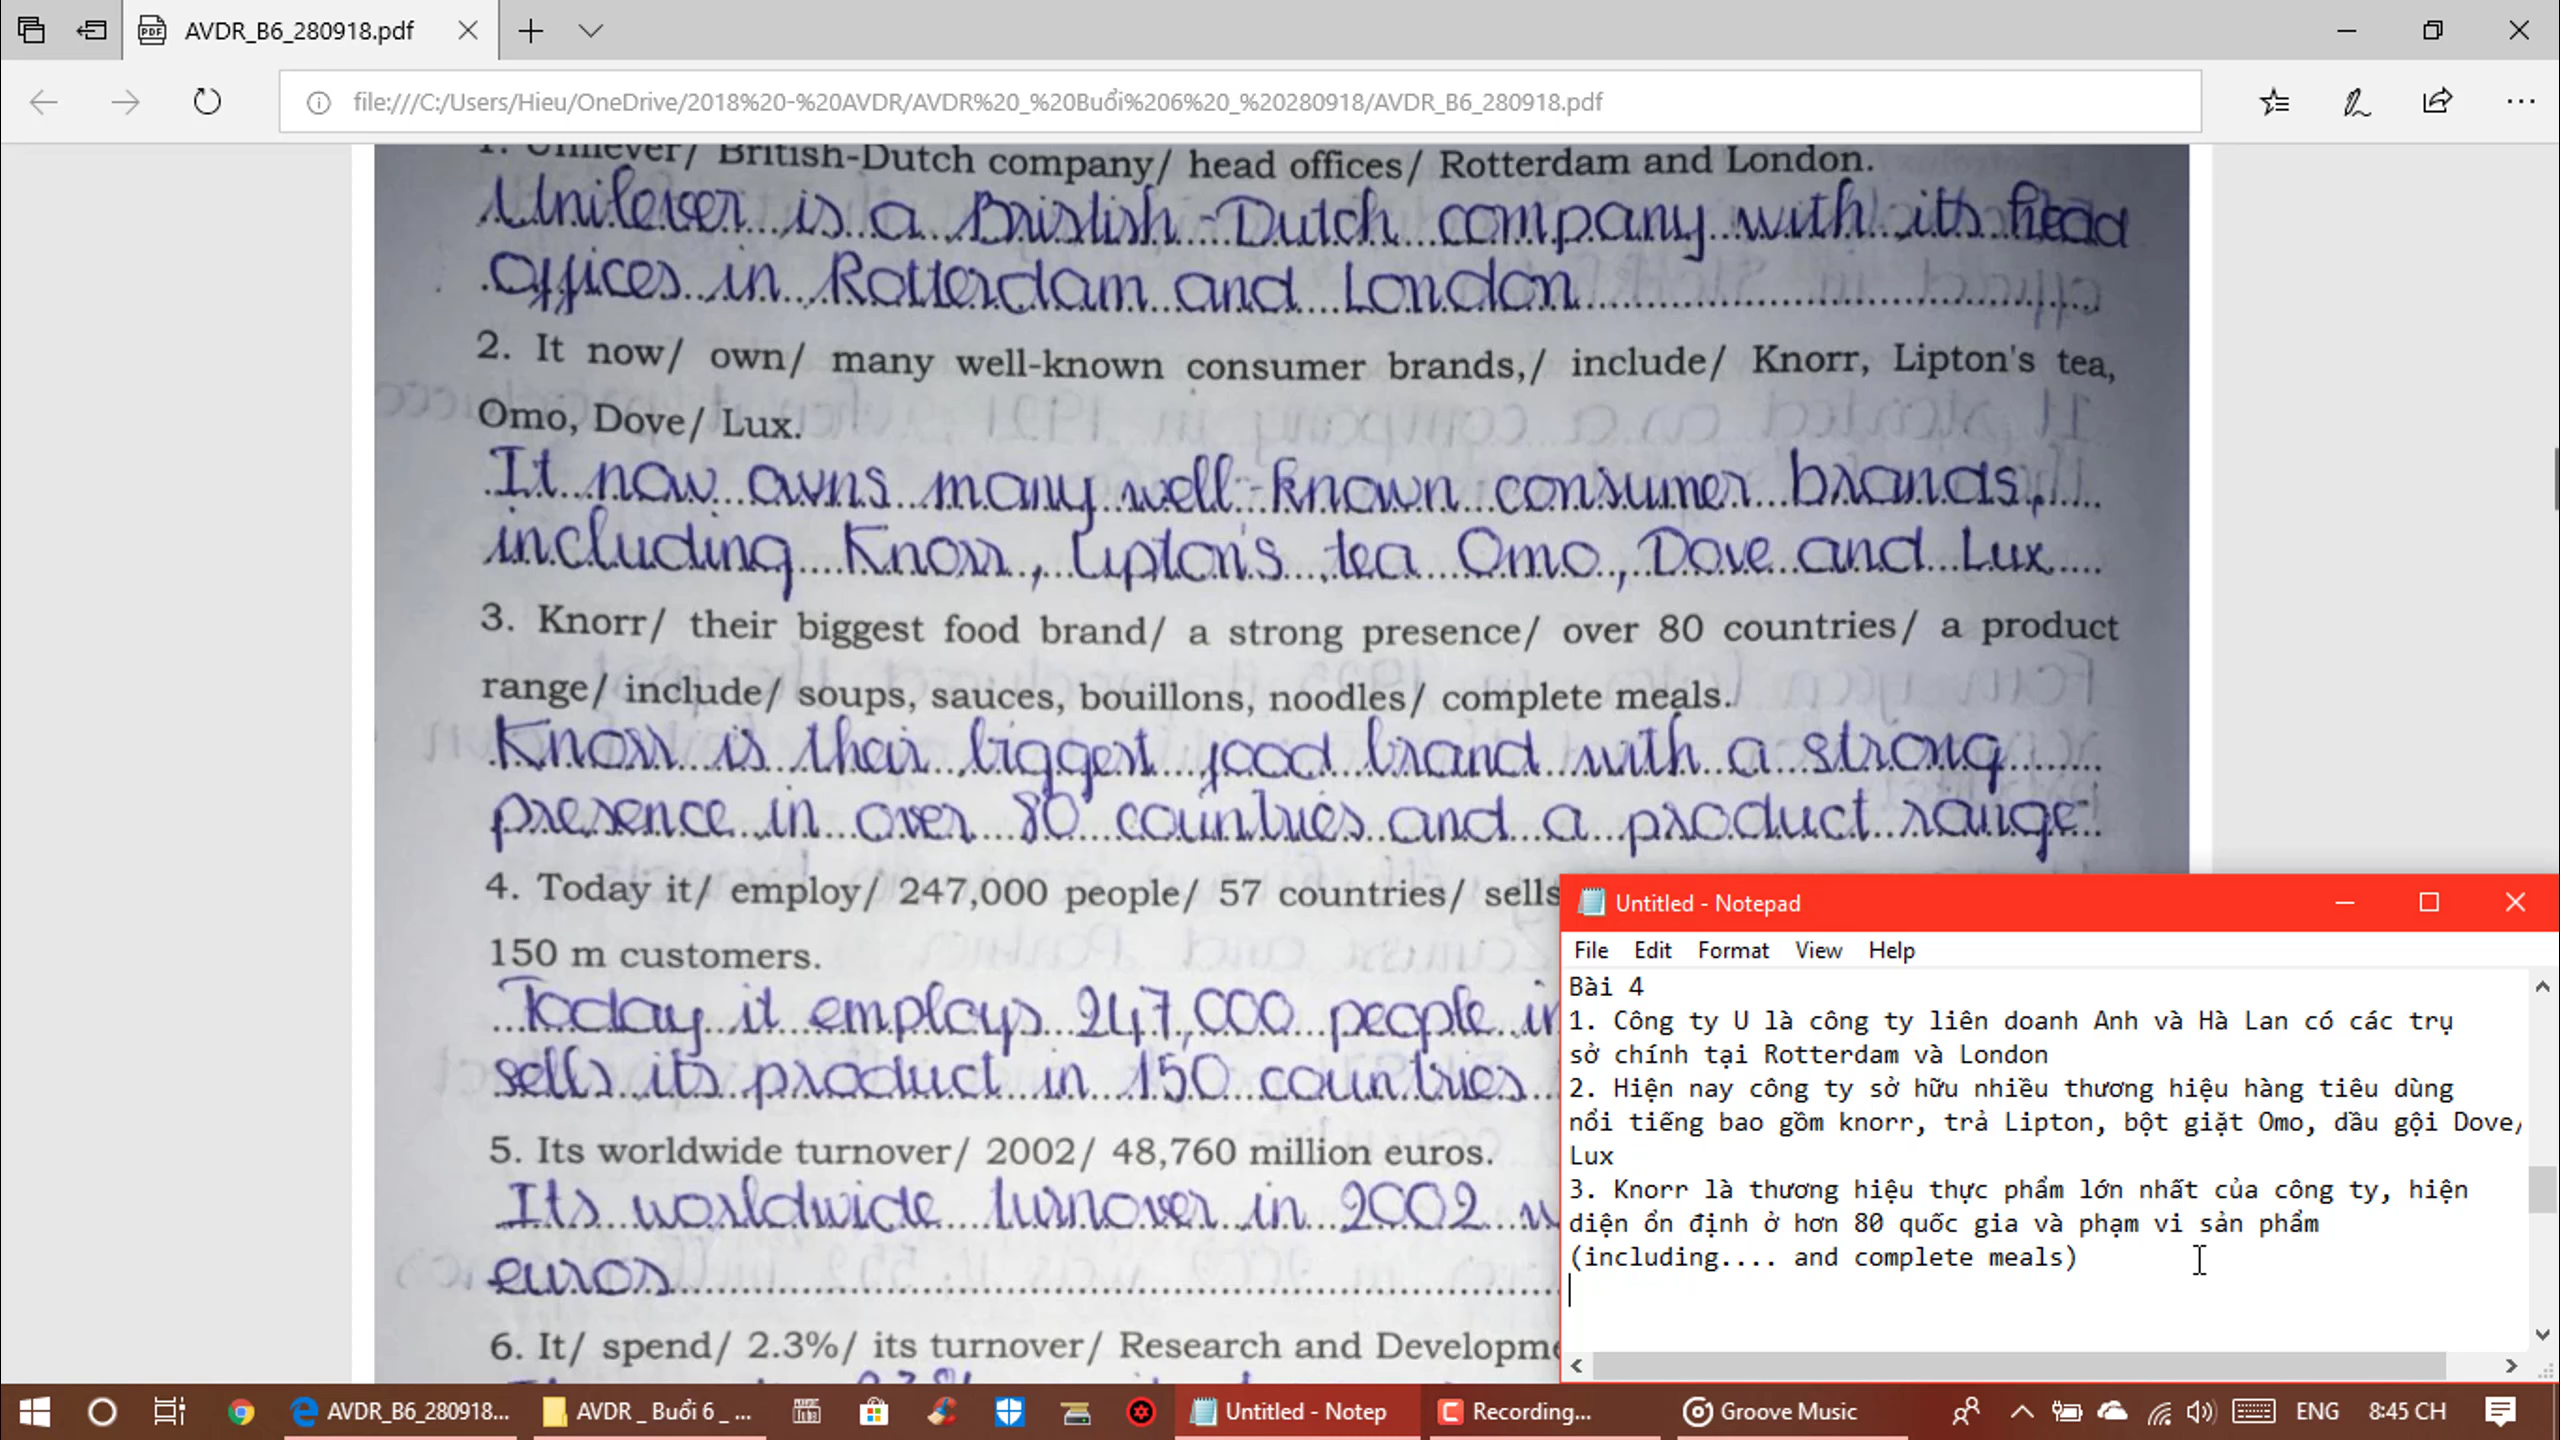 AVDR_B6_280918.pdf
file:///C:/Users/Hieu/OneDrive/2018%20-%20AVDR/AVDR%20_%20Buổi%206%20_%20280918/AVDR_B6_280918.pdf
1. Unilever/ British-Dutch company/ head offices/ Rotterdam and London.
Unilever is a Bristish-Dutch company with its head
offices in Rotterdam and London
2. It now/ own/ many well-known consumer brands,/ include/ Knorr, Lipton's tea,
Omo, Dove/ Lux.
It now owns many well-known consumer brands,
including Knorr, Lipton's tea Omo, Dove and Lux
3. Knorr/ their biggest food brand/ a strong presence/ over 80 countries/ a product
range/ include/ soups, sauces, bouillons, noodles/ complete meals.
Knorr is their biggest food brand with a strong
presence in over 80 countries and a product range
4. Today it/ employ/ 247,000 people/ 57 countries/ sells
150 m customers.
Today it employs 247,000 people in
sells its product in 150 countries
5. Its worldwide turnover/ 2002/ 48,760 million euros.
Its worldwide turnover in 2002
euros
6. It/ spend/ 2.3%/ its turnover/ Research and Developme
Untitled - Notepad
File Edit Format View Help
Bài 4
1. Công ty U là công ty liên doanh Anh và Hà Lan có các trụ
sở chính tại Rotterdam và London
2. Hiện nay công ty sở hữu nhiều thương hiệu hàng tiêu dùng
nổi tiếng bao gồm knorr, trả Lipton, bột giặt Omo, dầu gội Dove,
Lux
3. Knorr là thương hiệu thực phẩm lớn nhất của công ty, hiện
diện ổn định ở hơn 80 quốc gia và phạm vi sản phẩm
(including.... and complete meals)
AVDR_B6_280918... AVDR _ Buổi 6 _ ... Untitled - Notep Recording... Groove Music ENG 8:45 CH